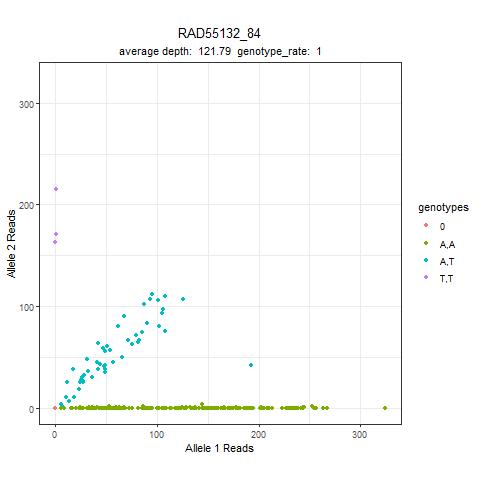 RAD55132_84
average depth:  121.79  genotype_rate:  1
300
200
100
0
Allele 2 Reads
0
100
200
300
Allele 1 Reads
genotypes
0
A,A
A,T
T,T